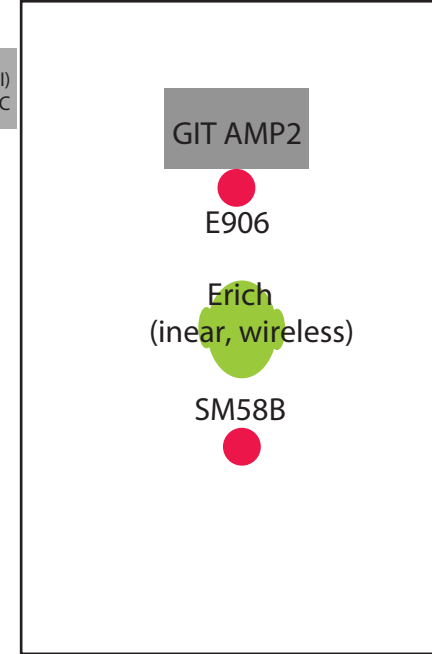 I)
C
GIT AMP2
E906
Erich
(inear, wireless)
SM58B